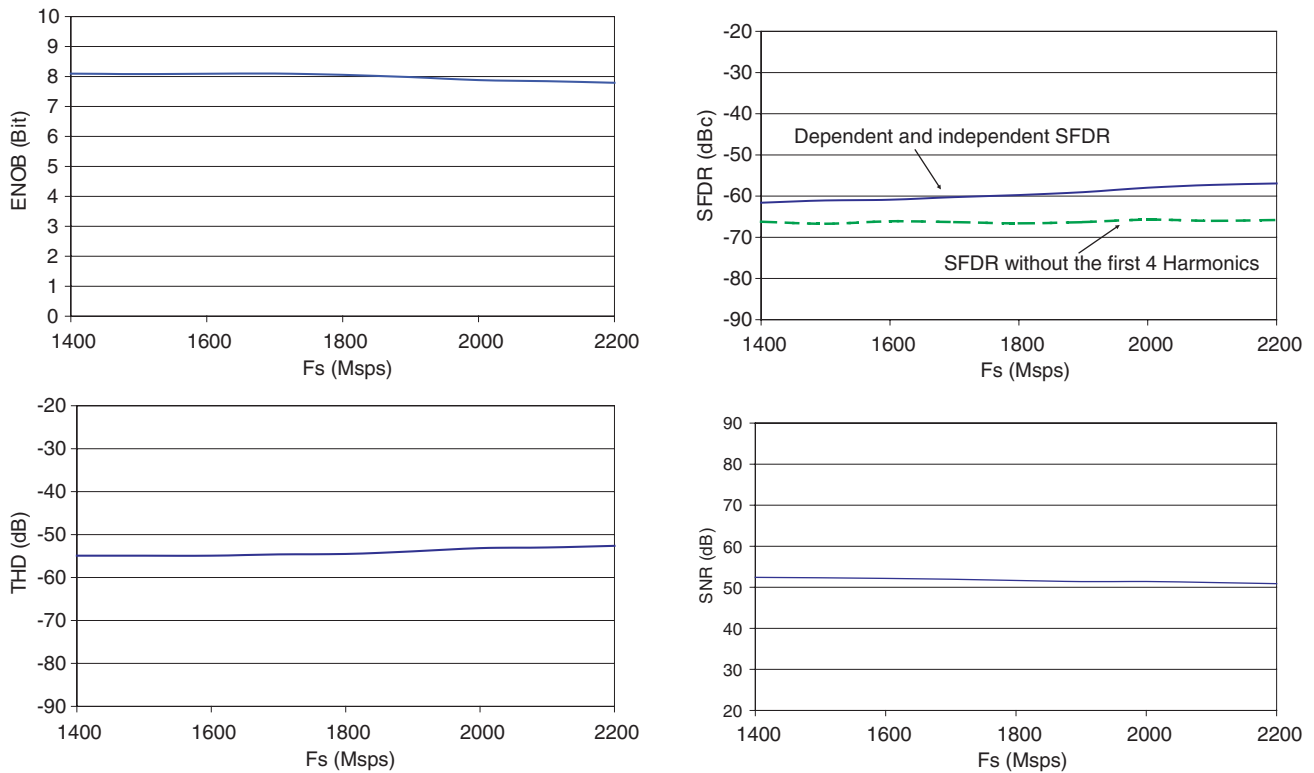 ENOB (Bit)
10
9
8
7
6
5
4
3
2
1
0
1400 1600 1800 2000 2200
Fs (Msps)
SFDR (dBc)
-20
-30
-40
-50
-60
-70
-80
-90
Dependent and independent SFDR
SFDR without the first 4 Harmonics
1400 1600 1800 2000 2200
Fs (Msps)
THD (dB)
-20
-30
-40
-50
-60
-70
-80
-90
1400 1600 1800 2000 2200
Fs (Msps)
SNR (dB)
90
80
70
60
50
40
30
20
1400 1600 1800 2000 2200
Fs (Msps)